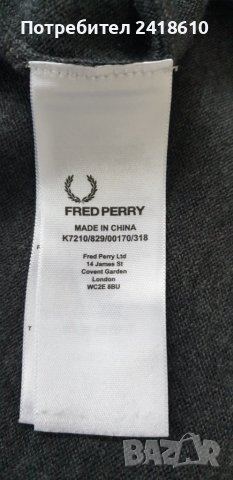 Потребител 2418610
FRED PERRY
MADE IN CHINA
K7210/829/00170/318
Fred Perry Ltd
14 James St
Covent Garden
London
WC2E 8BU
BAZAR